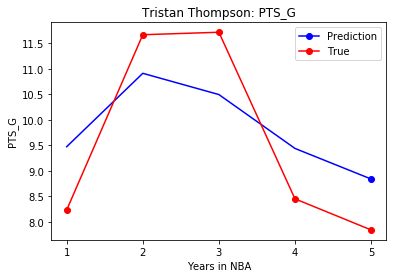 Tristan Thompson: PTS_G
Prediction
True
11.5
11.0
10.5
10.0
9.5
9.0
8.5
8.0
PTS_G
1 2 3 4 5
Years in NBA